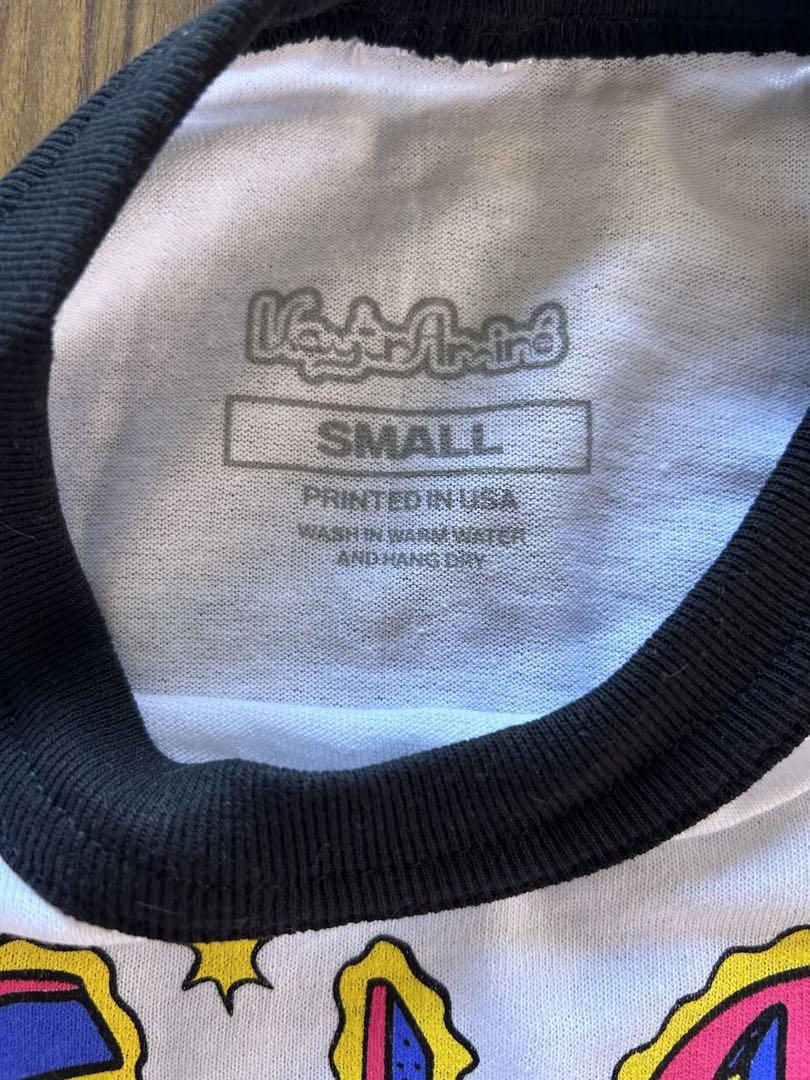 SMALL
PRINTED IN USA
WASH IN WARM WATER
AND HANG DRY